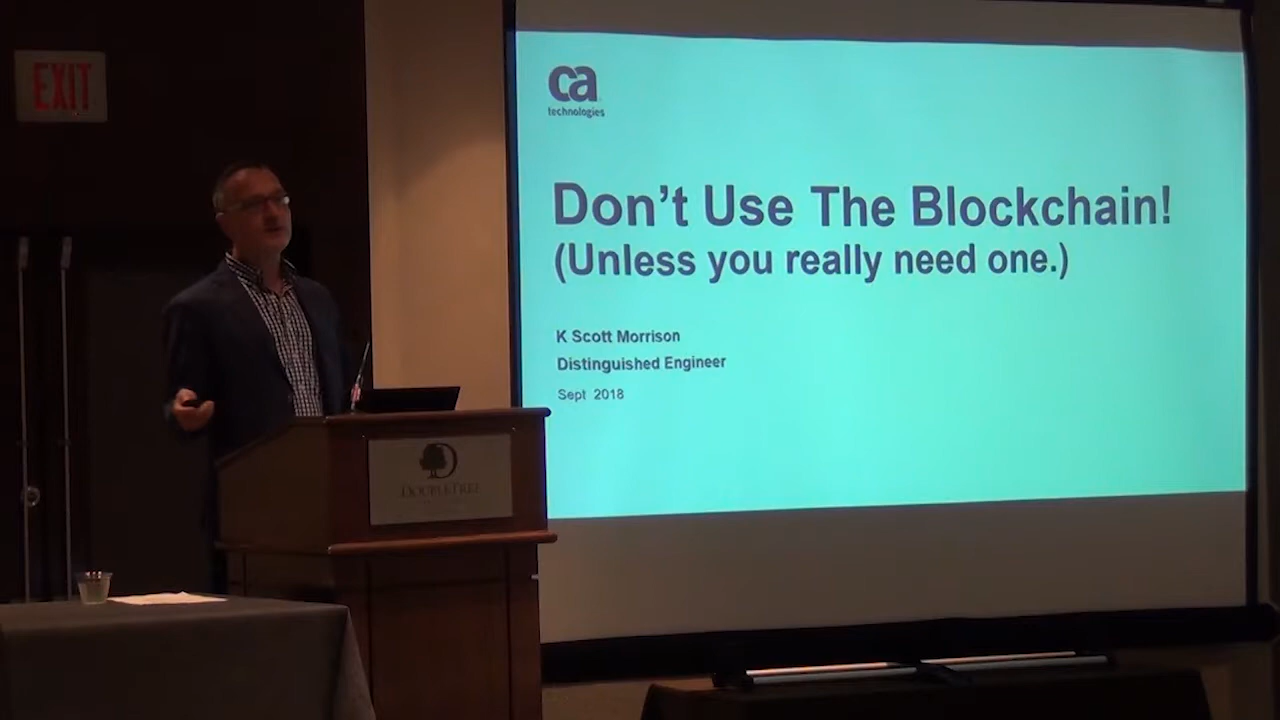 EXIT
ca
technologies
Don't Use The Blockchain!
(Unless you really need one.)
K Scott Morrison
Distinguished Engineer
Sept 2018
D
DOUBLETREE